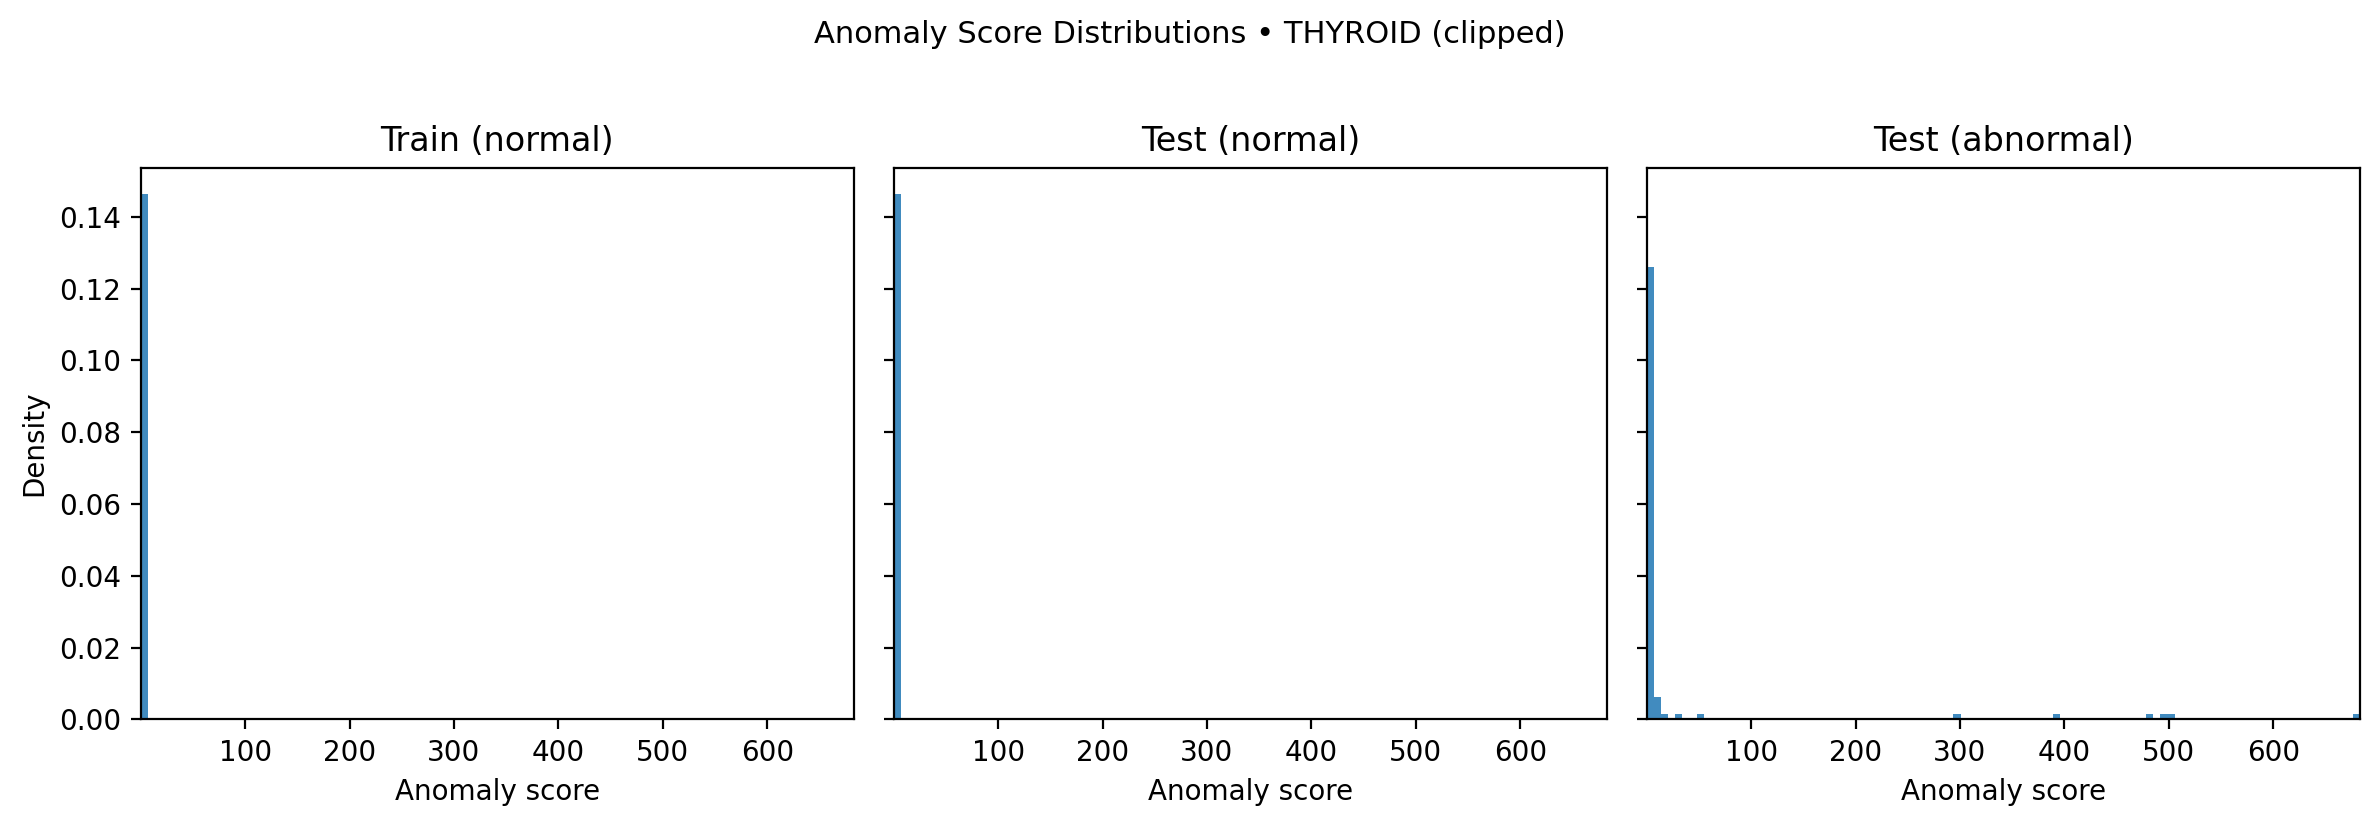 Anomaly Score Distributions • THYROID (clipped)
Train (normal)
Test (normal)
Test (abnormal)
Density
0.14
0.12
0.10
0.08
0.06
0.04
0.02
0.00
100 200 300 400 500 600
100 200 300 400 500 600
100 200 300 400 500 600
Anomaly score
Anomaly score
Anomaly score